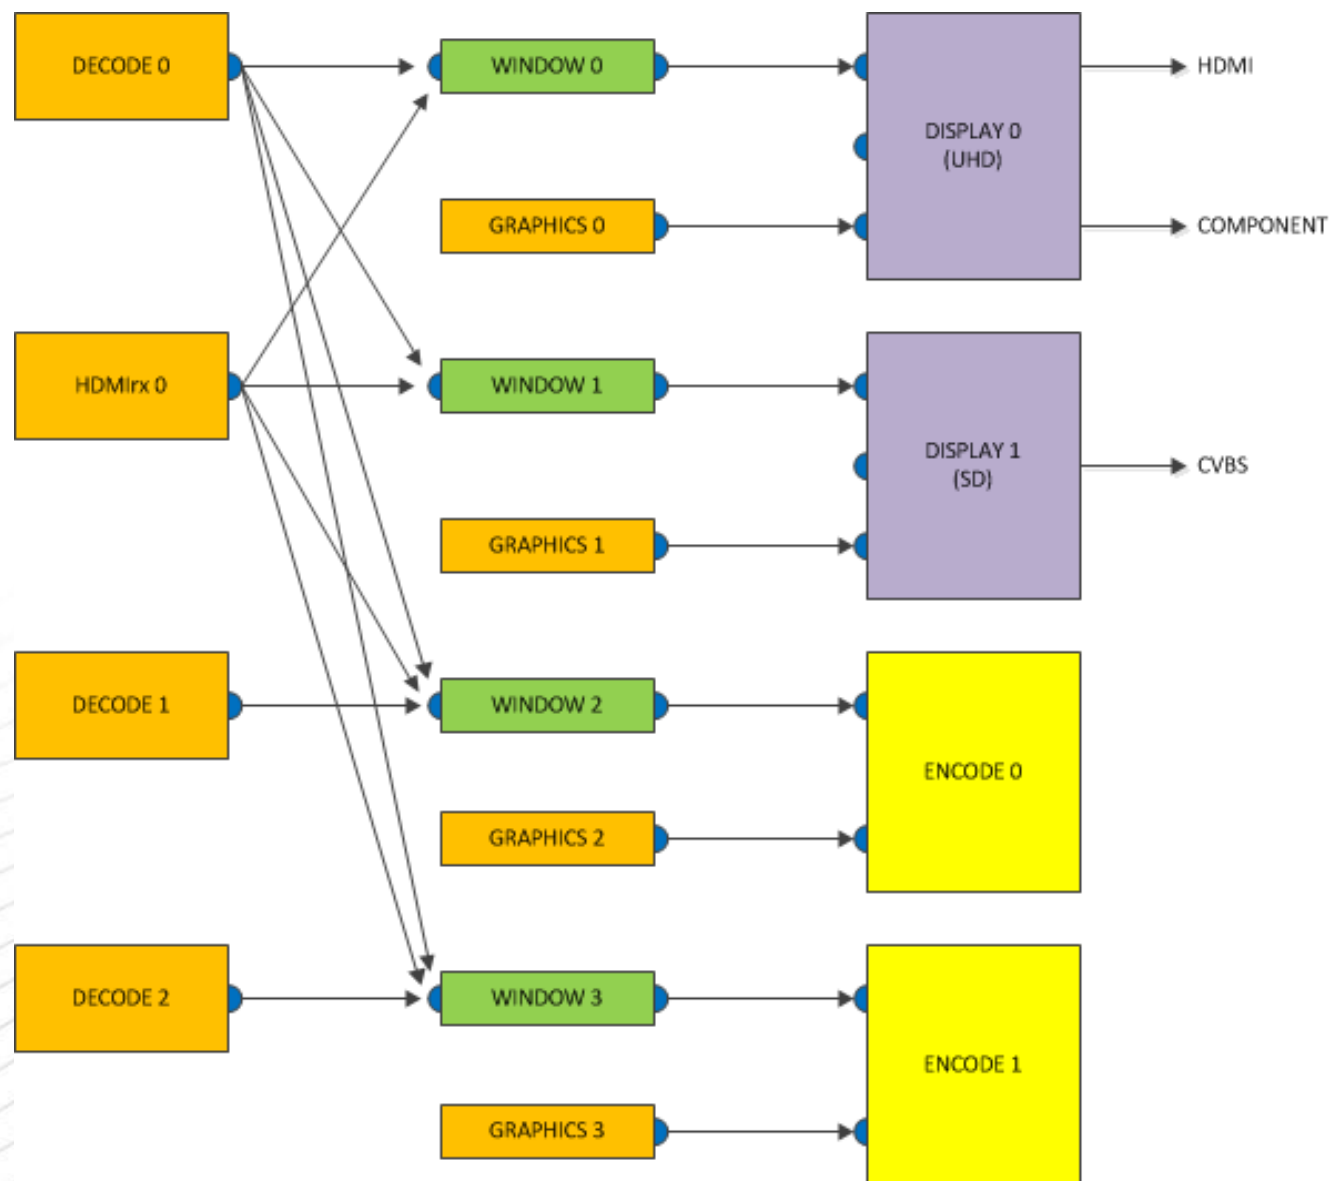 DECODE 0
WINDOW 0
DISPLAY 0
(UHD)
HDMI
GRAPHICS 0
COMPONENT
HDMIrx 0
WINDOW 1
DISPLAY 1
(SD)
CVBS
GRAPHICS 1
DECODE 1
WINDOW 2
ENCODE 0
GRAPHICS 2
DECODE 2
WINDOW 3
ENCODE 1
GRAPHICS 3